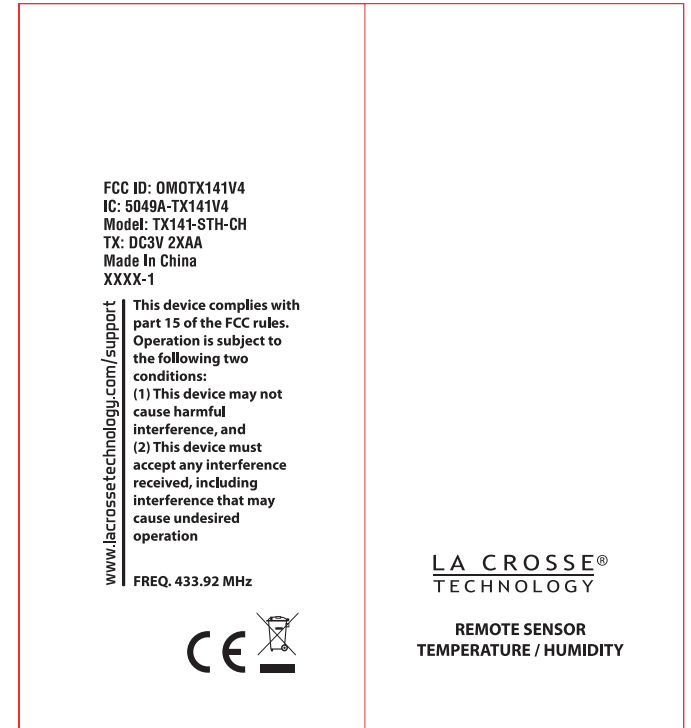 FCC ID: OMOTX141V4
IC: 5049A-TX141V4
Model: TX141-STH-CH
TX: DC3V 2XAA
Made In China
XXXX-1
www.lacrossetechnology.com/support
This device complies with
part 15 of the FCC rules.
Operation is subject to
the following two
conditions:
(1) This device may not
cause harmful
interference, and
(2) This device must
accept any interference
received, including
interference that may
cause undesired
operation
FREQ. 433.92 MHz
CE
LA CROSSE®
TECHNOLOGY
REMOTE SENSOR
TEMPERATURE / HUMIDITY